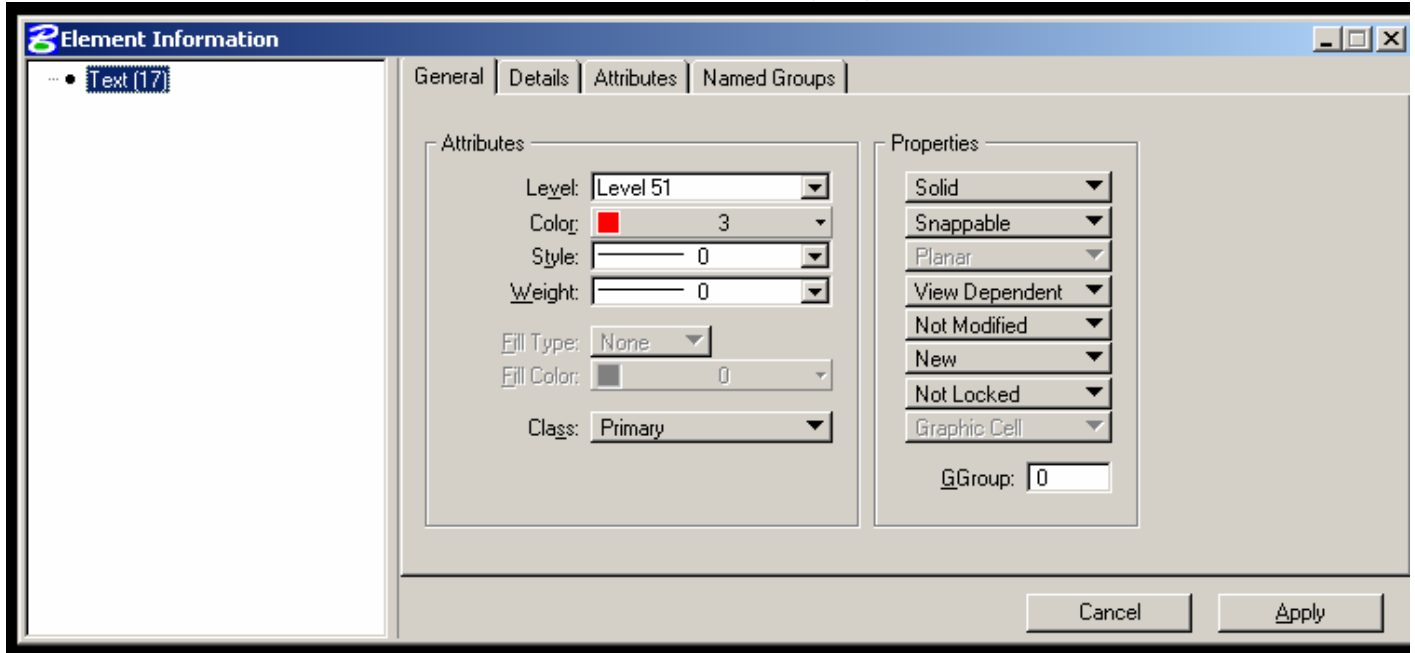 Element Information
Text (17)
General Details Attributes Named Groups
Attributes
Level: Level 51
Color: 3
Style: 0
Weight: 0
Fill Type: None
Fill Color: 0
Class: Primary
Properties
Solid
Snappable
Planar
View Dependent
Not Modified
New
Not Locked
Graphic Cell
GGroup: 0
Cancel Apply